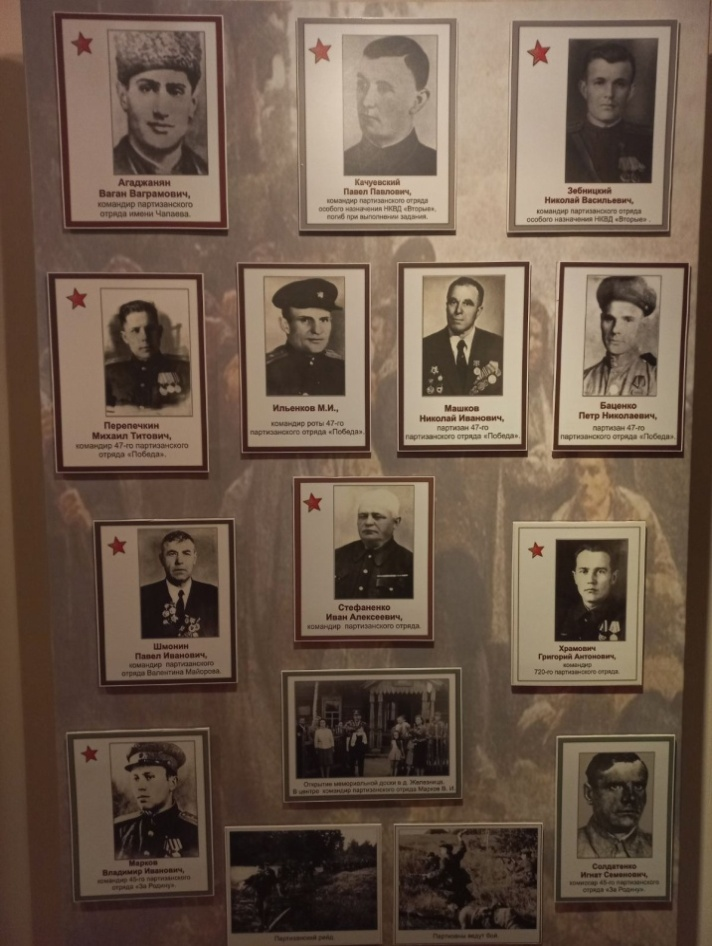 Агаджанян
Ваган Ваграмович,
командир партизанского
отряда имени Чапаева.
Качуевский
Павел Павлович,
командир партизанского отряда
особого назначения НКВД «Вторые».
погиб при выполнении задания.
Зебницкий
Николай Васильевич,
командир партизанского отряда
особого назначения НКВД «Вторые» .
Перепечкин
Михаил Титович,
командир 47-го партизанского
отряда «Победа».
Ильенков М.И.,
командир роты 47-го
партизанского отряда «Победа».
Машков
Николай Иванович,
партизан 47-го
партизанского отряда «Победа».
Баценко
Петр Николаевич,
партизан 47-го
партизанского отряда «Победа».
Шмонин
Павел Иванович,
командир партизанского
отряда Валентина Майорова.
Стефаненко
Иван Алексеевич,
командир партизанского отряда.
Храмович
Григорий Антонович,
командир
720-го партизанского отряда.
Открытие мемориальной доски в д. Железница.
В центре командир партизанского отряда Марков В. И.
Марков
Владимир Иванович,
командир 45-го партизанского
отряда «За Родину».
Солдатенко
Игнат Семенович,
комиссар 45-го партизанского
отряда «За Родину».
Партизанский рейд.
Партизаны ведут бой.